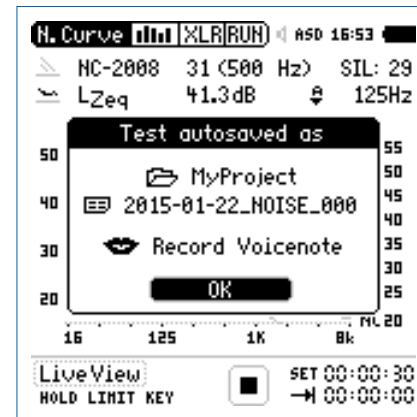 N.Curve XLR RUN ASD 16:53
NC-2008 31 (500 Hz) SIL: 29
LZeq 41.3dB 125Hz
Test autosaved as
MyProject
2015-01-22_NOISE_000
Record Voicenote
OK
50
40
30
20
55
50
45
40
35
30
25
NC 20
16 125 1K 8k
LiveView SET 00:00:30
HOLD LIMIT KEY 00:00:00